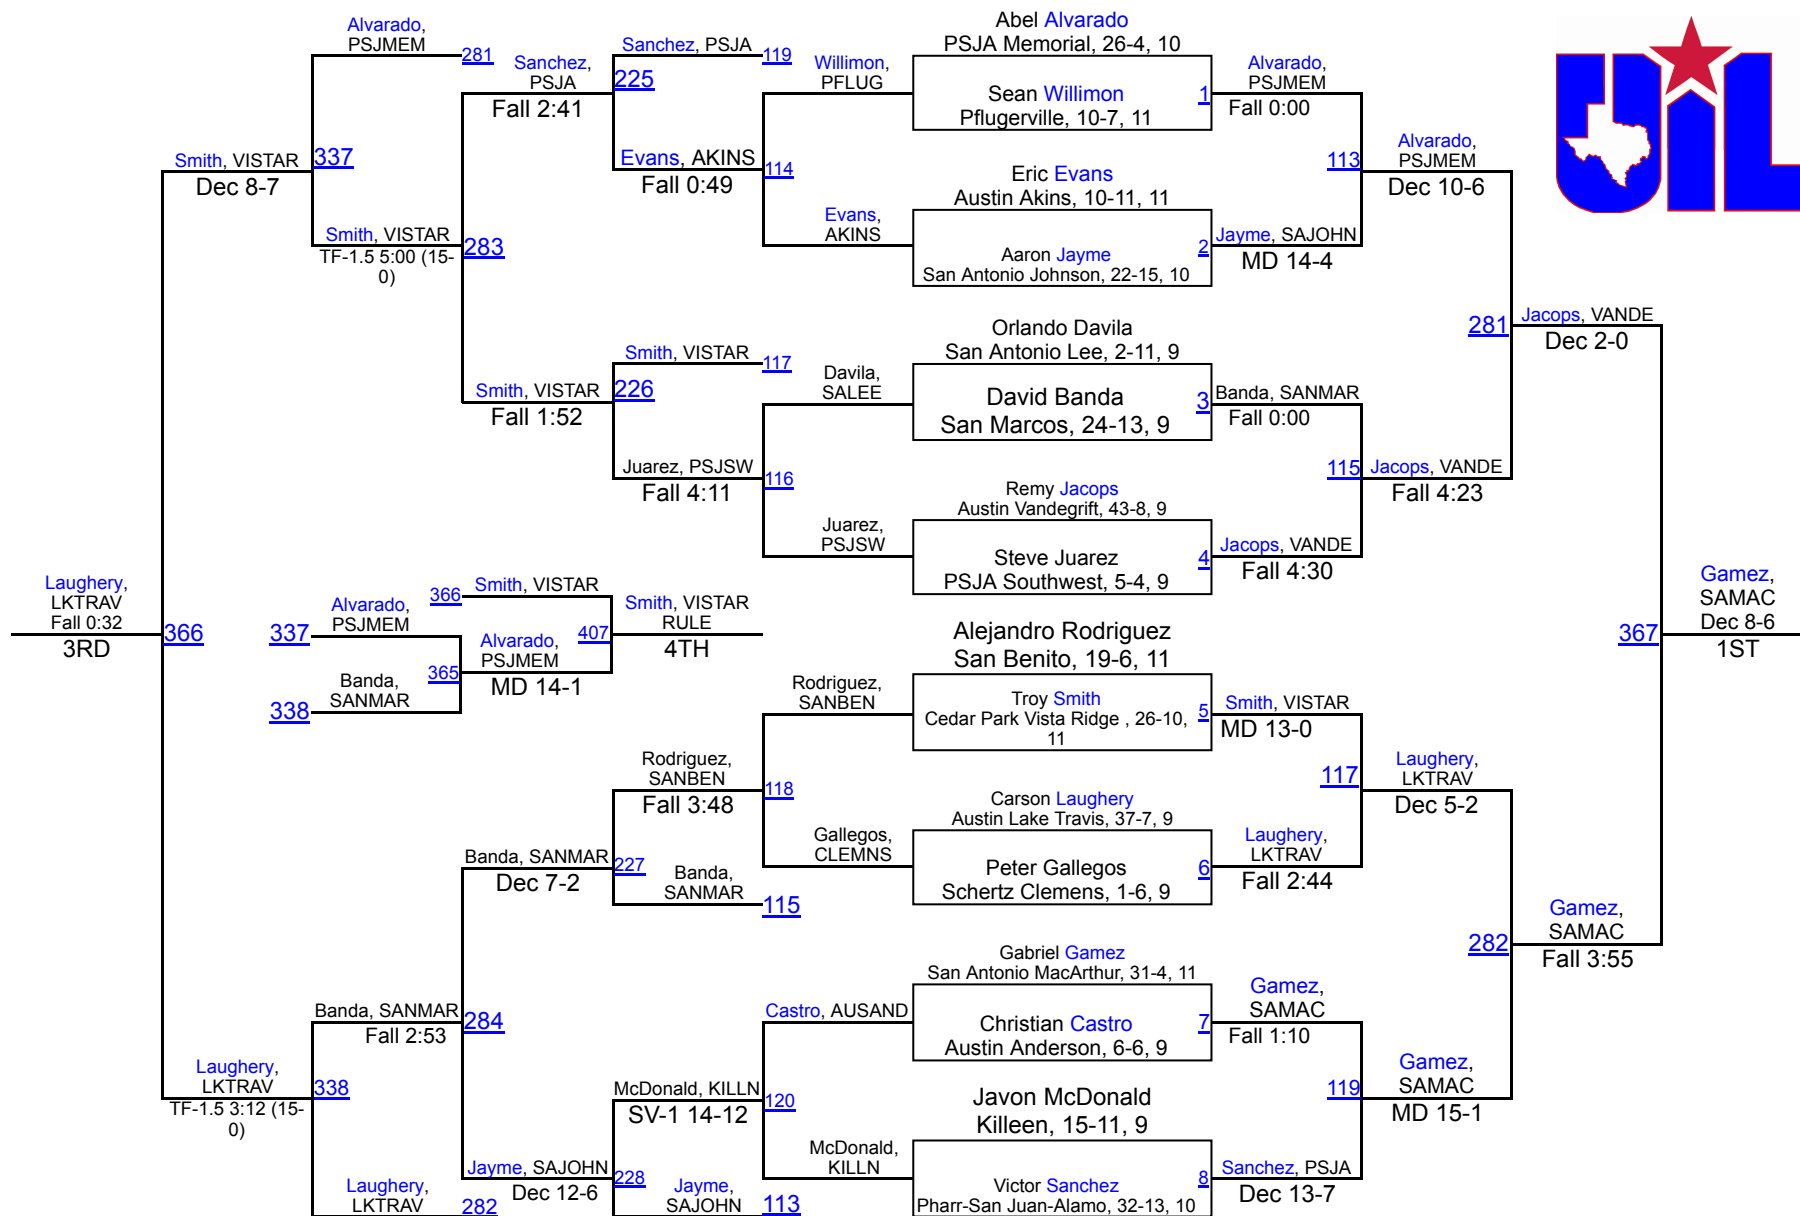 Alvarado,
PSJMEM
281
Smith, VISTAR
337
Dec 8-7
Smith, VISTAR
TF-1.5 5:00 (15-
0)
283
Sanchez,
PSJA
Fall 2:41
225
Sanchez, PSJA
119
Evans, AKINS
Fall 0:49
114
Willimon,
PFLUG
Evans,
AKINS
Smith, VISTAR
Fall 1:52
226
Smith, VISTAR
117
Juarez, PSJSW
Fall 4:11
116
Davila,
SALEE
Juarez,
PSJSW
Abel Alvarado
PSJA Memorial, 26-4, 10
Sean Willimon
Pflugerville, 10-7, 11
1
Alvarado,
PSJMEM
Fall 0:00
Eric Evans
Austin Akins, 10-11, 11
Aaron Jayme
San Antonio Johnson, 22-15, 10
2
Jayme, SAJOHN
MD 14-4
113
Alvarado,
PSJMEM
Dec 10-6
Orlando Davila
San Antonio Lee, 2-11, 9
David Banda
San Marcos, 24-13, 9
3
Banda, SANMAR
Fall 0:00
Remy Jacops
Austin Vandegrift, 43-8, 9
Steve Juarez
PSJA Southwest, 5-4, 9
4
Jacops, VANDE
Fall 4:30
115
Jacops, VANDE
Fall 4:23
281
Jacops, VANDE
Dec 2-0
UIL
Laughery,
LKTRAV
Fall 0:32
3RD
366
337
Alvarado,
PSJMEM
338
Banda,
SANMAR
365
Alvarado,
PSJMEM
MD 14-1
366
Smith, VISTAR
407
Smith, VISTAR
RULE
4TH
367
Gamez,
SAMAC
Dec 8-6
1ST
Alejandro Rodriguez
San Benito, 19-6, 11
Troy Smith
Cedar Park Vista Ridge , 26-10,
11
5
Smith, VISTAR
MD 13-0
Carson Laughery
Austin Lake Travis, 37-7, 9
Peter Gallegos
Schertz Clemens, 1-6, 9
6
Laughery,
LKTRAV
Fall 2:44
117
Laughery,
LKTRAV
Dec 5-2
Rodriguez,
SANBEN
Gallegos,
CLEMNS
118
Rodriguez,
SANBEN
Fall 3:48
Banda,
SANMAR
115
227
Banda, SANMAR
Dec 7-2
Gabriel Gamez
San Antonio MacArthur, 31-4, 11
Christian Castro
Austin Anderson, 6-6, 9
7
Gamez,
SAMAC
Fall 1:10
Javon McDonald
Killeen, 15-11, 9
Victor Sanchez
Pharr-San Juan-Alamo, 32-13, 10
8
Sanchez, PSJA
Dec 13-7
119
Gamez,
SAMAC
MD 15-1
282
Gamez,
SAMAC
Fall 3:55
Castro, AUSAND
McDonald,
KILLN
120
McDonald, KILLN
SV-1 14-12
Jayme,
SAJOHN
113
228
Jayme, SAJOHN
Dec 12-6
284
Banda, SANMAR
Fall 2:53
Laughery,
LKTRAV
282
338
Laughery,
LKTRAV
TF-1.5 3:12 (15-
0)